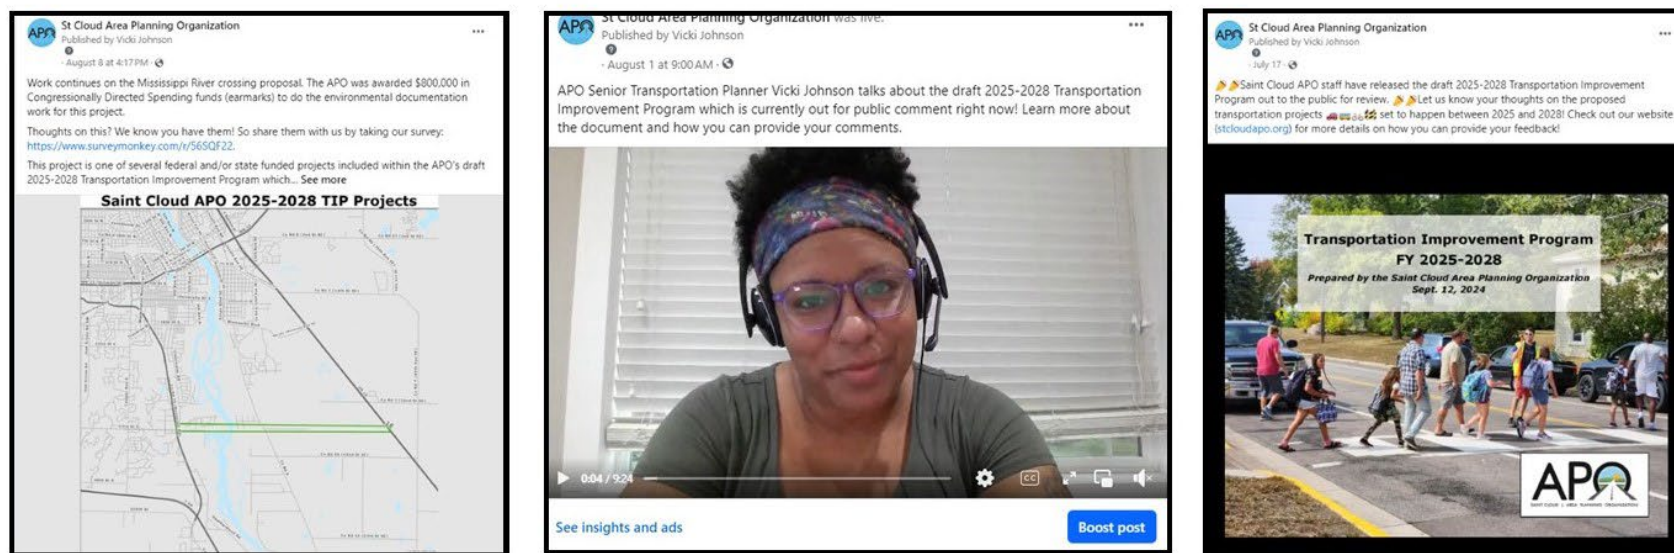 St Cloud Area Planning Organization
Published by Vicki Johnson
· August 8 at 4:17 PM ·
Work continues on the Mississippi River crossing proposal. The APO was awarded $800,000 in
Congressionally Directed Spending funds (earmarks) to do the environmental documentation
work for this project.
Thoughts on this? We know you have them! So share them with us by taking our survey:
https://www.surveymonkey.com/r/56SQF22.
This project is one of several federal and/or state funded projects included within the APO's draft
2025-2028 Transportation Improvement Program which... See more
Saint Cloud APO 2025-2028 TIP Projects
APO
St Cloud Area Planning Organization was live.
Published by Vicki Johnson
· August 1 at 9:00 AM ·
APO Senior Transportation Planner Vicki Johnson talks about the draft 2025-2028 Transportation
Improvement Program which is currently out for public comment right now! Learn more about
the document and how you can provide your comments.
0:04 / 9:24
CC
See insights and ads
Boost post
APO
St Cloud Area Planning Organization
Published by Vicki Johnson
· July 17 ·
🎉🎉Saint Cloud APO staff have released the draft 2025-2028 Transportation Improvement
Program out to the public for review. 🎉🎉Let us know your thoughts on the proposed
transportation projects 🚗🚌🚲🚧 set to happen between 2025 and 2028! Check out our website
(stcloudapo.org) for more details on how you can provide your feedback!
Transportation Improvement Program
FY 2025-2028
Prepared by the Saint Cloud Area Planning Organization
Sept. 12, 2024
APO
SAINT CLOUD | AREA PLANNING ORGANIZATION